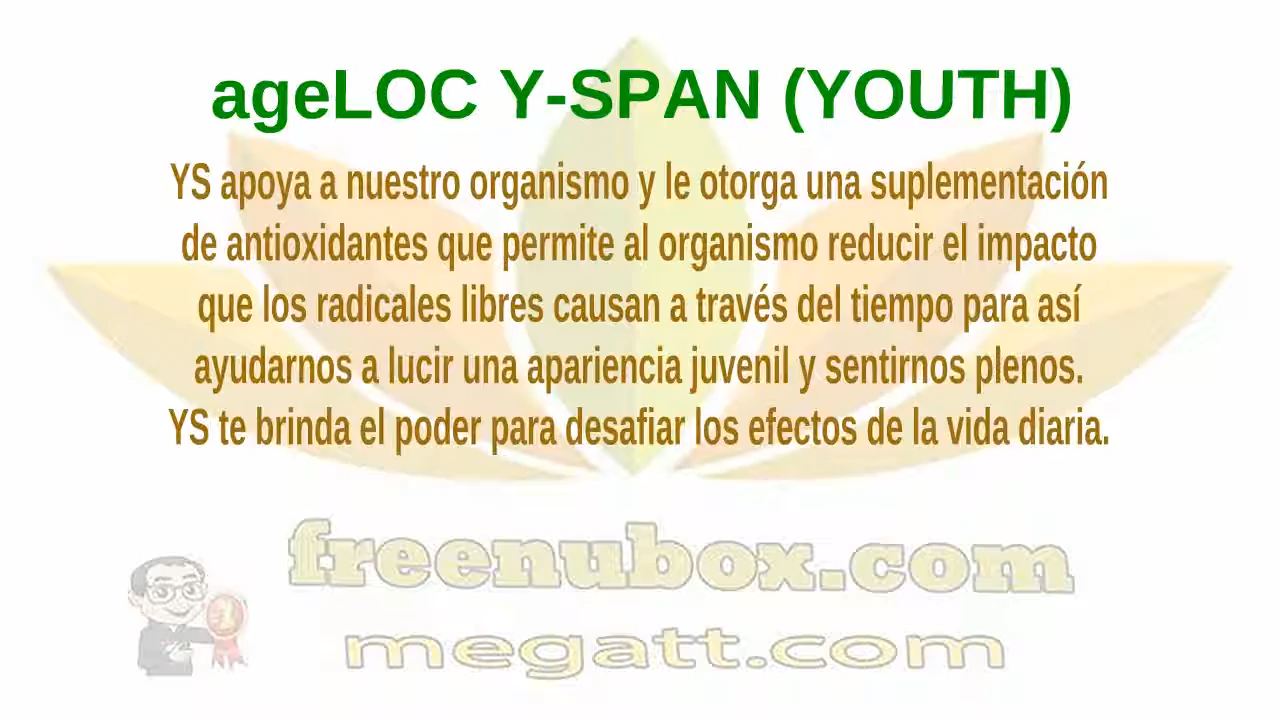 ageLOC Y-SPAN (YOUTH)
YS apoya a nuestro organismo y le otorga una suplementación
de antioxidantes que permite al organismo reducir el impacto
que los radicales libres causan a través del tiempo para así
ayudarnos a lucir una apariencia juvenil y sentirnos plenos.
YS te brinda el poder para desafiar los efectos de la vida diaria.
freenubox.com
megatt.com